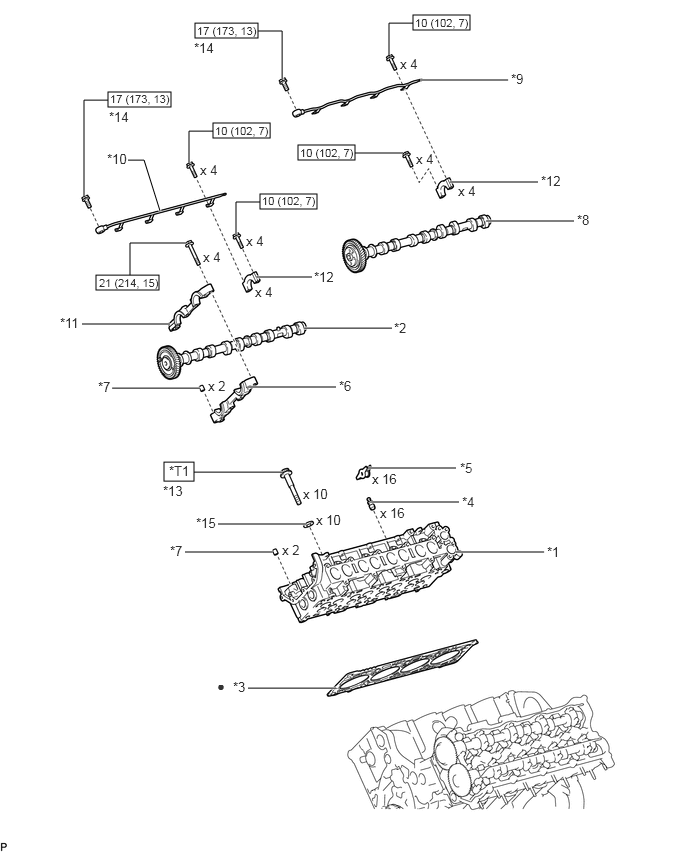 10 (102, 7)
17 (173, 13)
*14
x 4
*9
17 (173, 13)
*14
10 (102, 7)
10 (102, 7)
x 4
*10
x 4
*12
x 4
10 (102, 7)
x 4
*8
21 (214, 15)
x 4
*12
x 4
*11
*2
*7
x 2
*6
*T1
*13
x 10
*5
x 16
*4
x 16
*15
x 10
*7
x 2
*1
*3
P